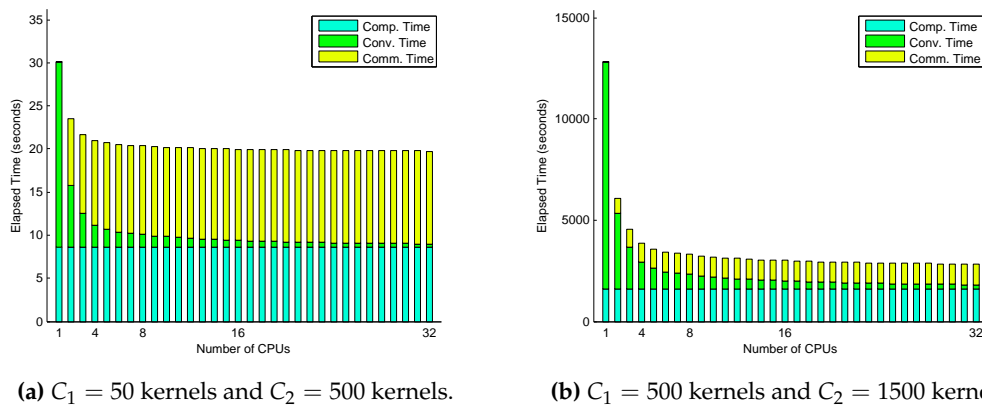 35
30
25
20
15
10
5
0
Elapsed Time (seconds)
Comp. Time
Conv. Time
Comm. Time
1 4 8 16 32
Number of CPUs
(a) C₁ = 50 kernels and C₂ = 500 kernels.
15000
10000
5000
0
Elapsed Time (seconds)
Comp. Time
Conv. Time
Comm. Time
1 4 8 16 32
Number of CPUs
(b) C₁ = 500 kernels and C₂ = 1500 kerne